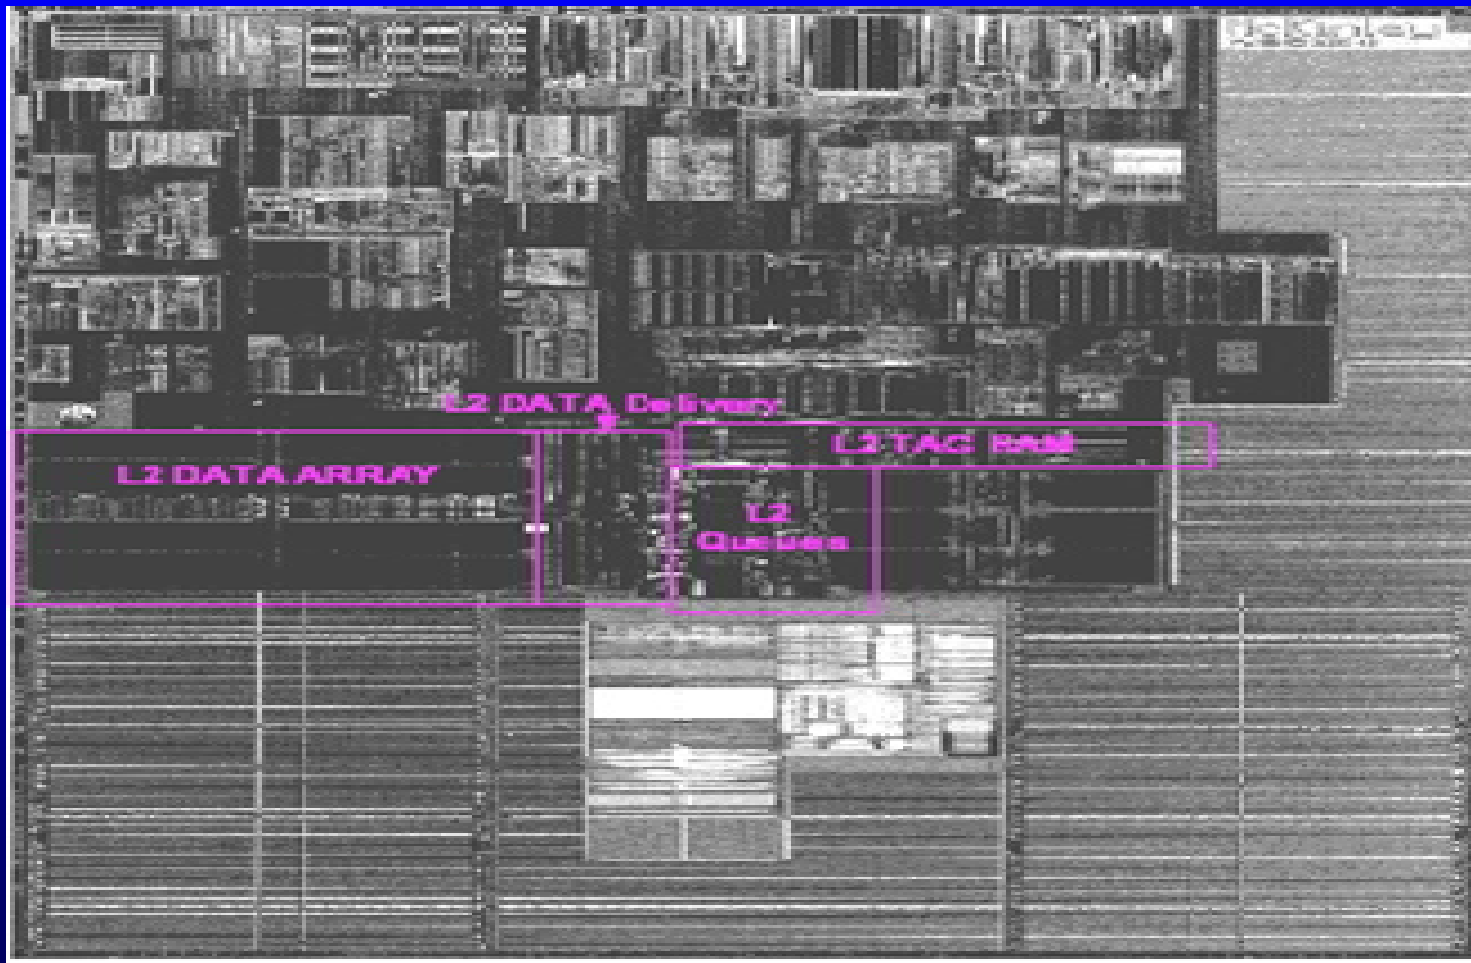 L2 DATA Delivery
L2 TAG RAM
L2 DATA ARRAY
L2
Queues